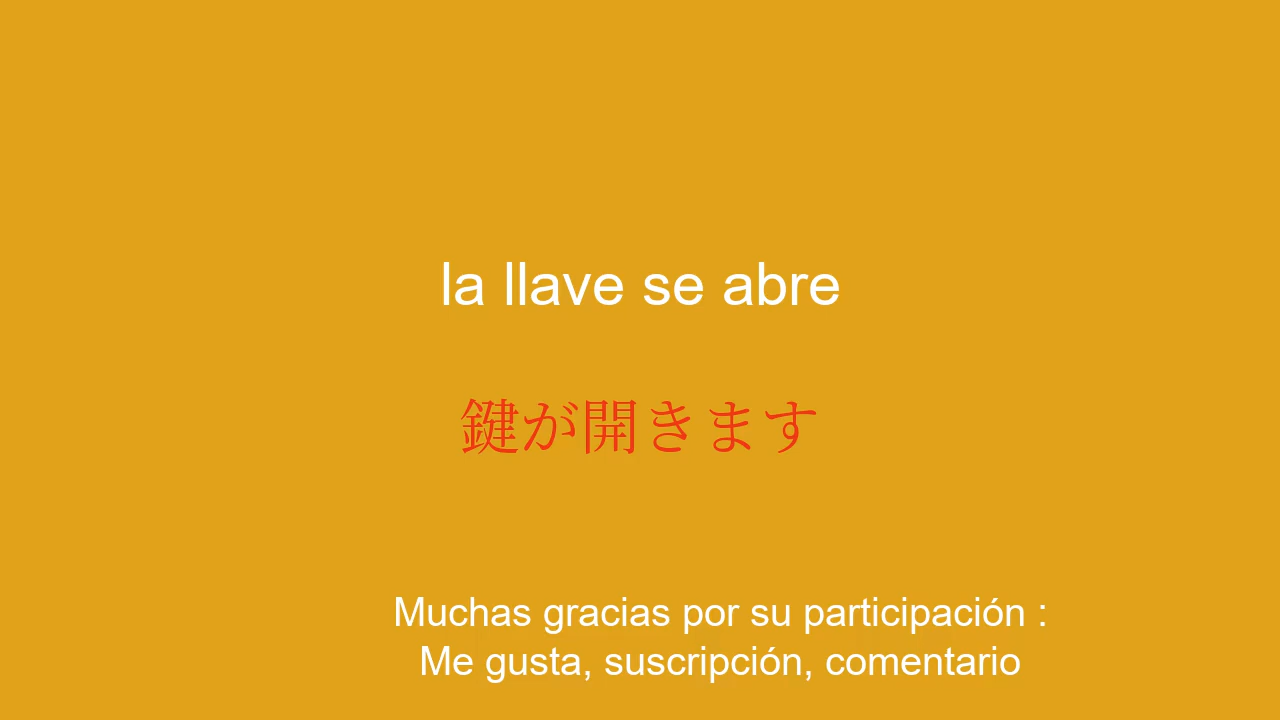 la llave se abre
鍵が開きます
Muchas gracias por su participación :
Me gusta, suscripción, comentario